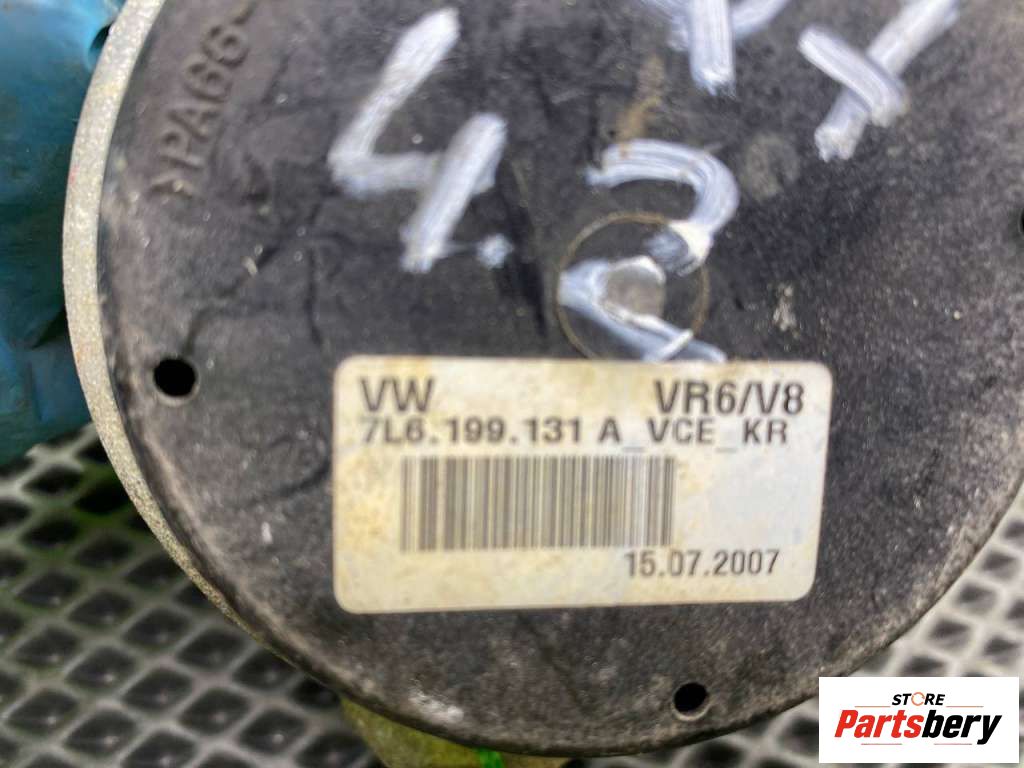 >PA66<
4.2
VW VR6/V8
7L6.199.131 A_VCE_KR
15.07.2007
STORE
Partsbery